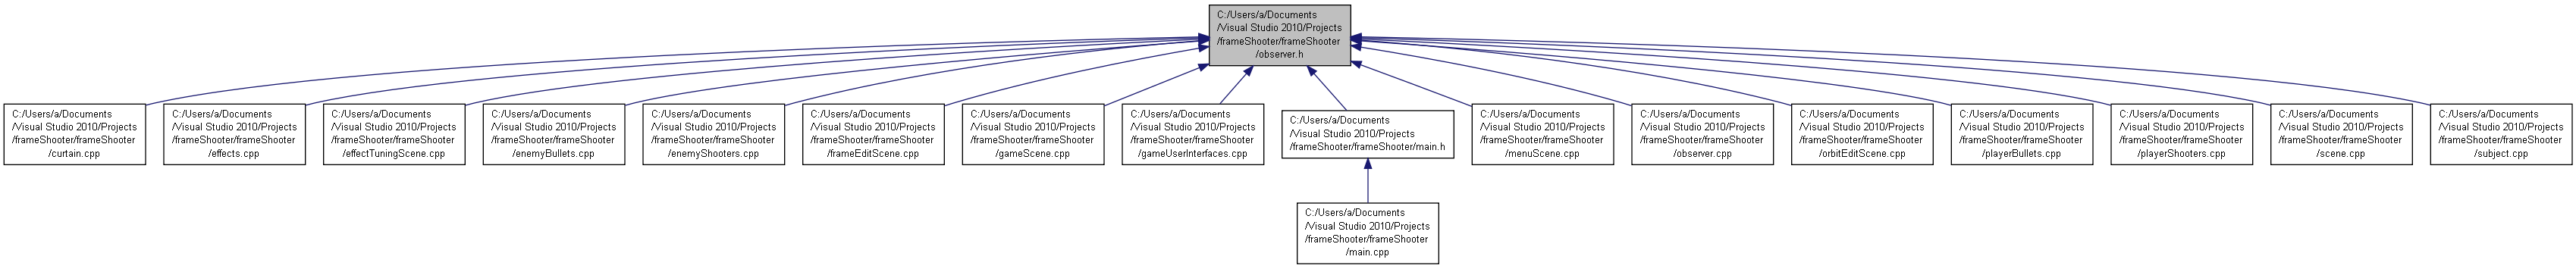 C:/Users/a/Documents
/Visual Studio 2010/Projects
/frameShooter/frameShooter
/observer.h
C:/Users/a/Documents
/Visual Studio 2010/Projects
/frameShooter/frameShooter
/curtain.cpp
C:/Users/a/Documents
/Visual Studio 2010/Projects
/frameShooter/frameShooter
/effects.cpp
C:/Users/a/Documents
/Visual Studio 2010/Projects
/frameShooter/frameShooter
/effectTuningScene.cpp
C:/Users/a/Documents
/Visual Studio 2010/Projects
/frameShooter/frameShooter
/enemyBullets.cpp
C:/Users/a/Documents
/Visual Studio 2010/Projects
/frameShooter/frameShooter
/enemyShooters.cpp
C:/Users/a/Documents
/Visual Studio 2010/Projects
/frameShooter/frameShooter
/frameEditScene.cpp
C:/Users/a/Documents
/Visual Studio 2010/Projects
/frameShooter/frameShooter
/gameScene.cpp
C:/Users/a/Documents
/Visual Studio 2010/Projects
/frameShooter/frameShooter
/gameUserInterfaces.cpp
C:/Users/a/Documents
/Visual Studio 2010/Projects
/frameShooter/frameShooter/main.h
C:/Users/a/Documents
/Visual Studio 2010/Projects
/frameShooter/frameShooter
/menuScene.cpp
C:/Users/a/Documents
/Visual Studio 2010/Projects
/frameShooter/frameShooter
/observer.cpp
C:/Users/a/Documents
/Visual Studio 2010/Projects
/frameShooter/frameShooter
/orbitEditScene.cpp
C:/Users/a/Documents
/Visual Studio 2010/Projects
/frameShooter/frameShooter
/playerBullets.cpp
C:/Users/a/Documents
/Visual Studio 2010/Projects
/frameShooter/frameShooter
/playerShooters.cpp
C:/Users/a/Documents
/Visual Studio 2010/Projects
/frameShooter/frameShooter
/scene.cpp
C:/Users/a/Documents
/Visual Studio 2010/Projects
/frameShooter/frameShooter
/subject.cpp
C:/Users/a/Documents
/Visual Studio 2010/Projects
/frameShooter/frameShooter
/main.cpp